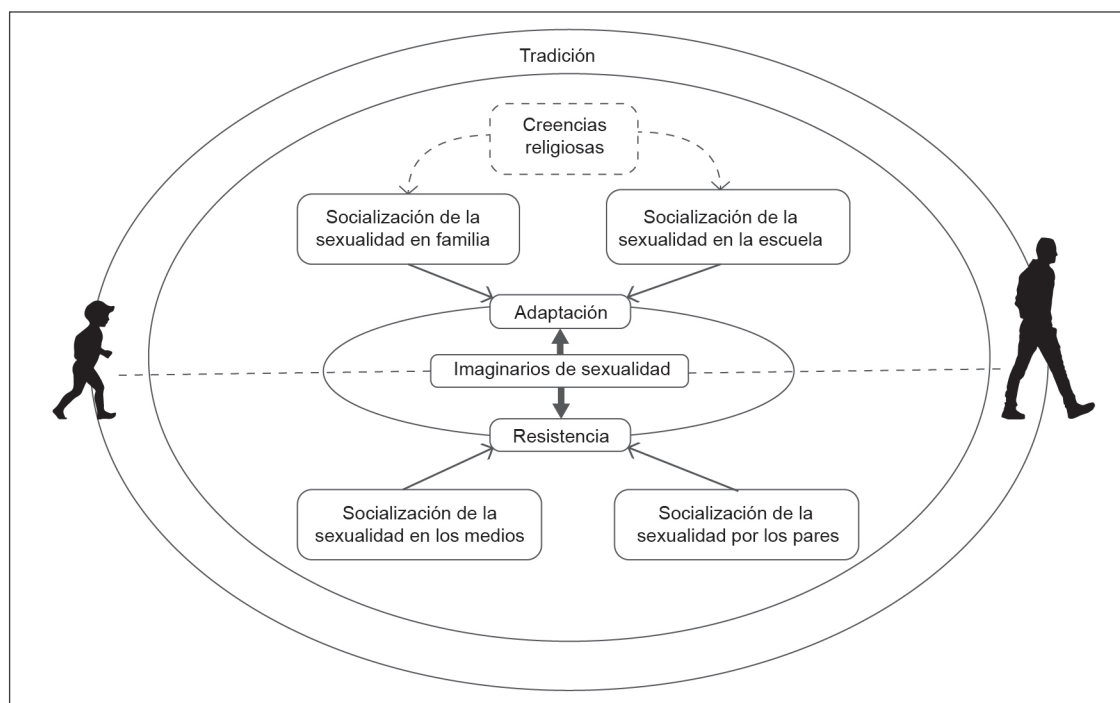 Tradición
Creencias
religiosas
Socialización de la
sexualidad en familia
Socialización de la
sexualidad en la escuela
Adaptación
Imaginarios de sexualidad
Resistencia
Socialización de la
sexualidad en los medios
Socialización de la
sexualidad por los pares